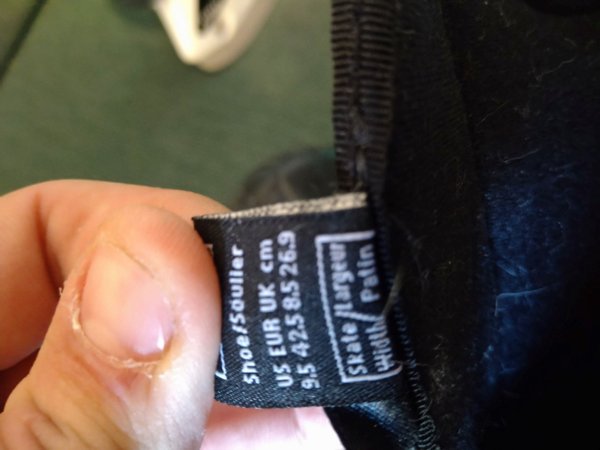 Shoe/Soulier
US EUR UK cm
9.5 42.5 8.5 26.9
Skate/Largeur
Width/Patin